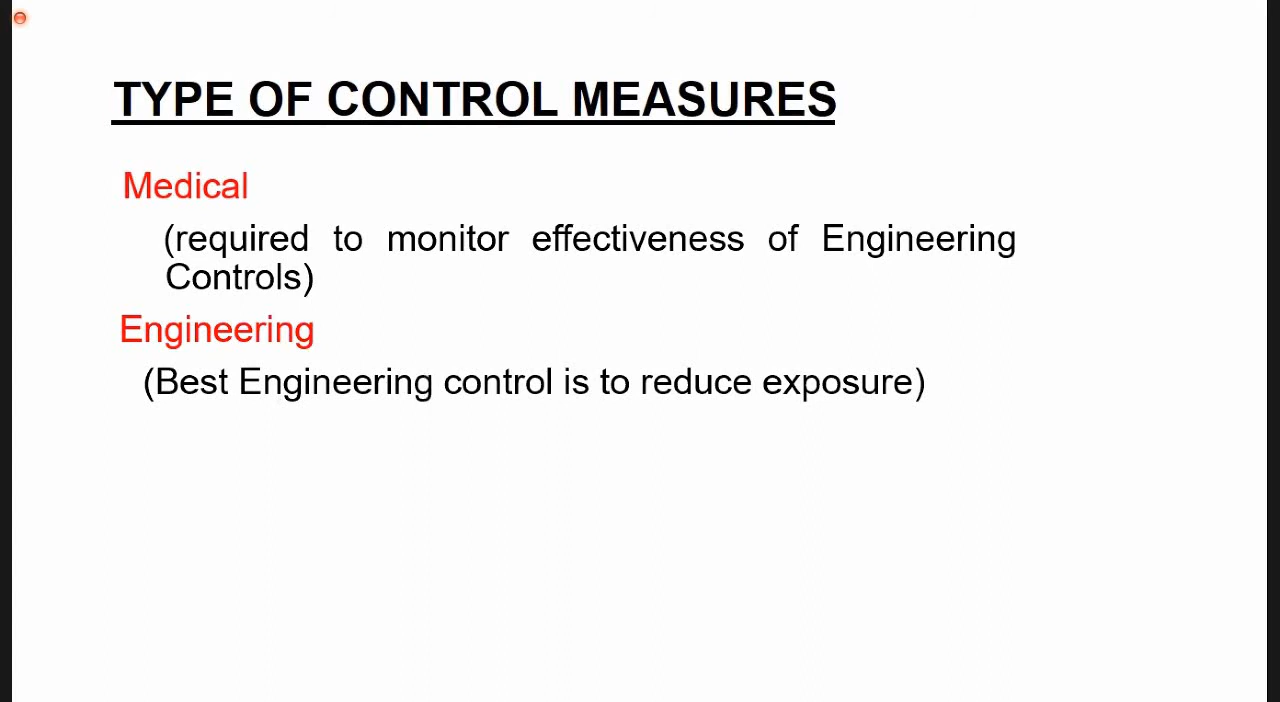 TYPE OF CONTROL MEASURES
Medical
(required to monitor effectiveness of Engineering
Controls)
Engineering
(Best Engineering control is to reduce exposure)